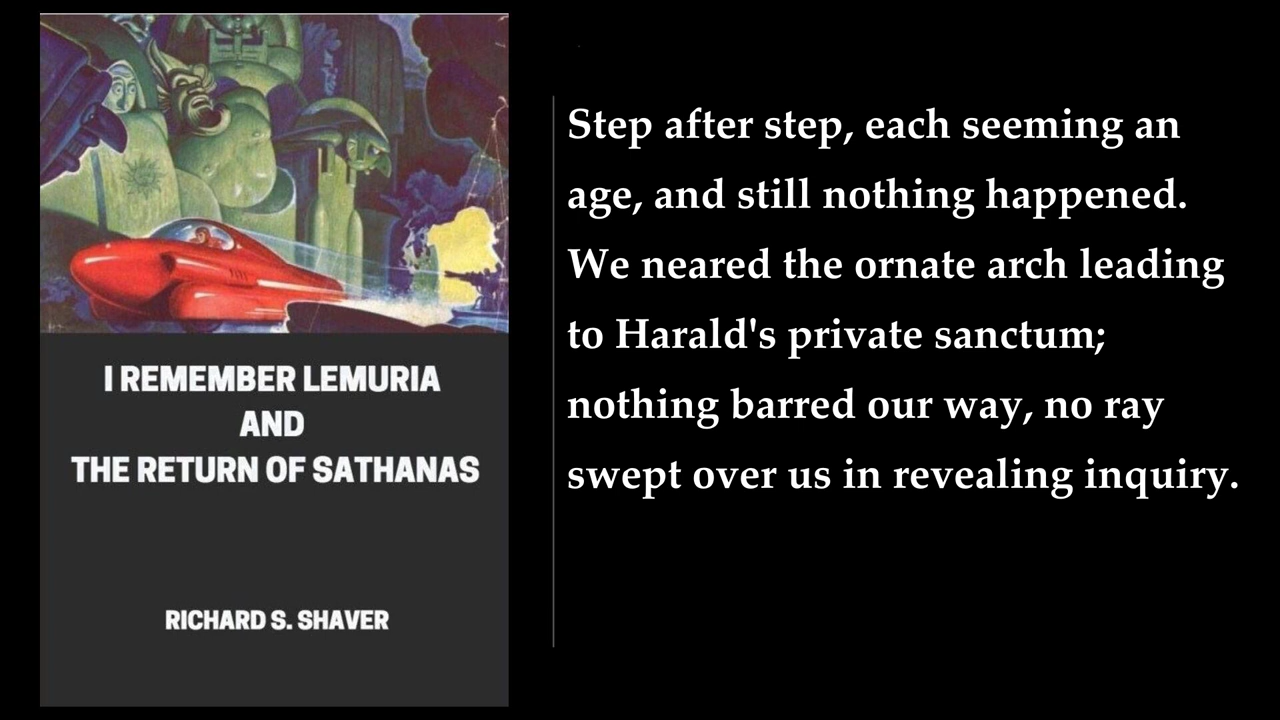 I REMEMBER LEMURIA
AND
THE RETURN OF SATHANAS
RICHARD S. SHAVER
Step after step, each seeming an
age, and still nothing happened.
We neared the ornate arch leading
to Harald's private sanctum;
nothing barred our way, no ray
swept over us in revealing inquiry.